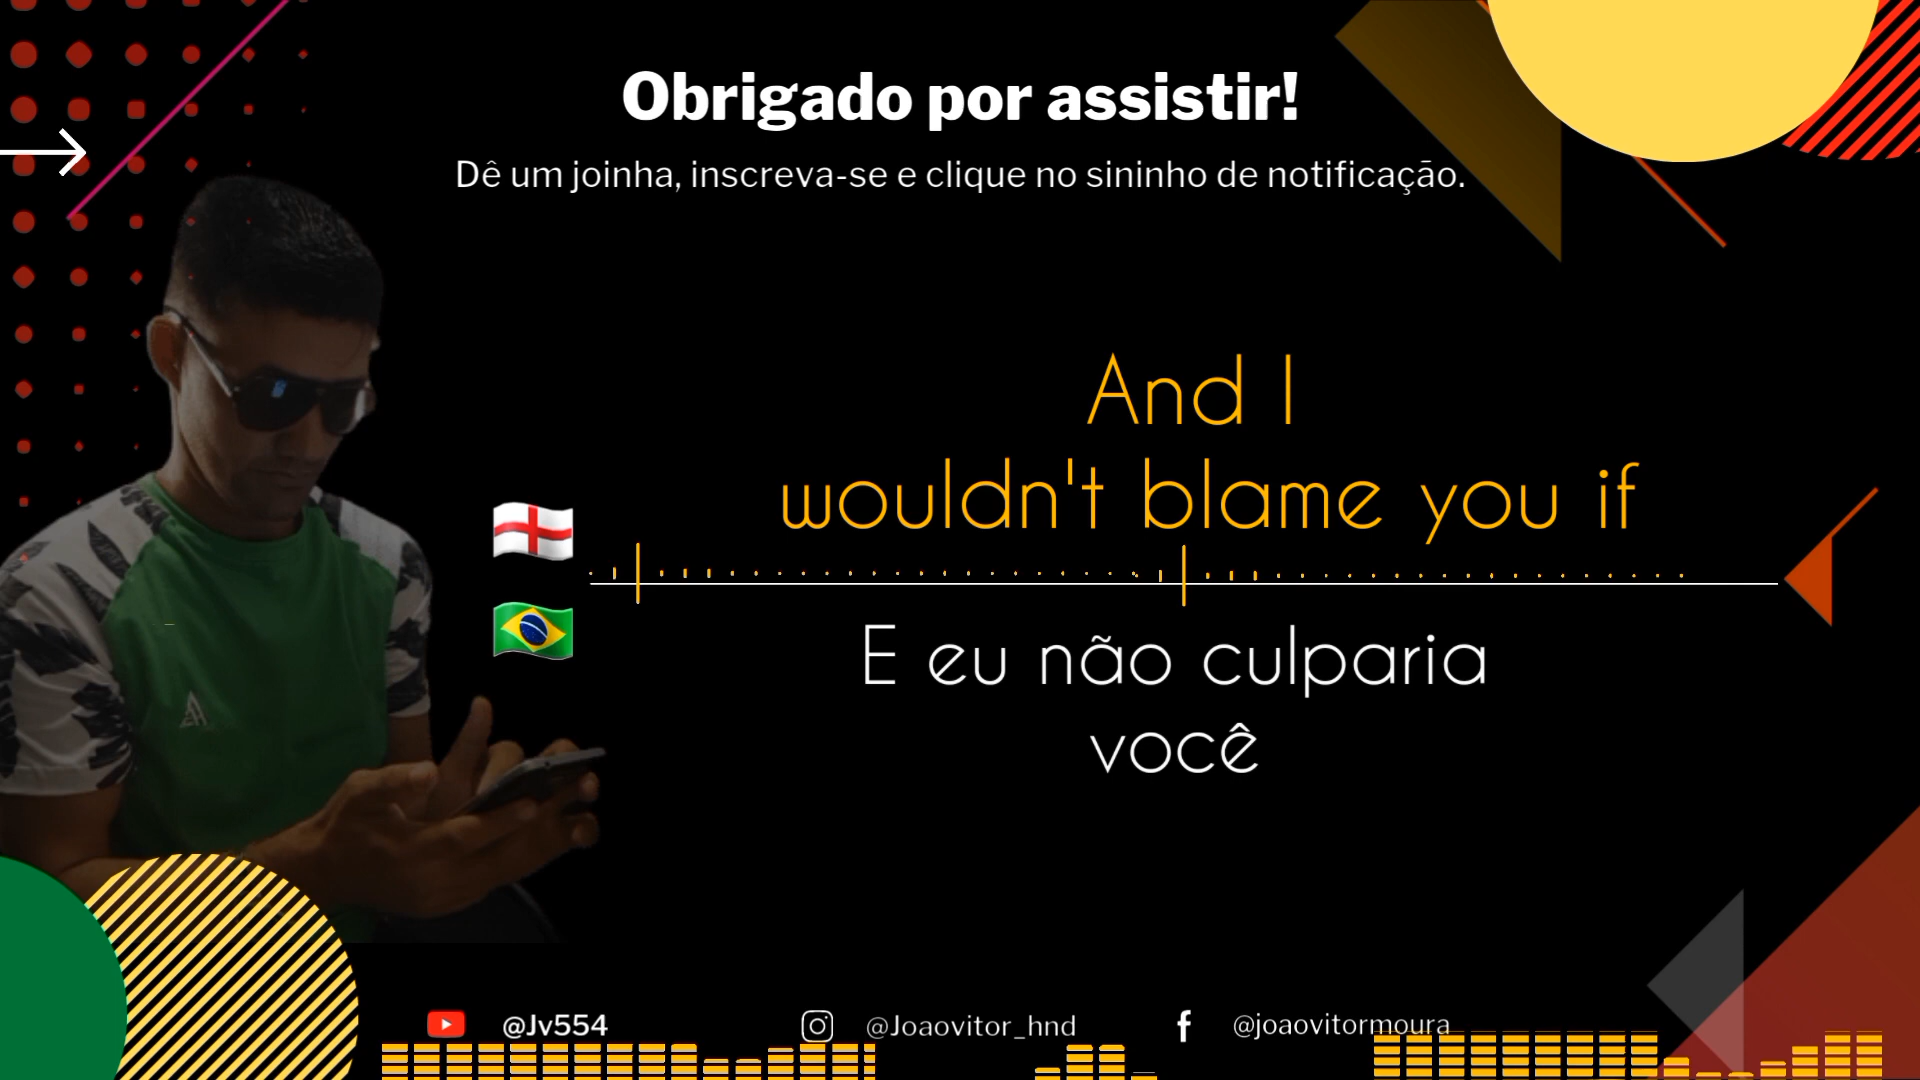 Obrigado por assistir!
Dê um joinha, inscreva-se e clique no sininho de notificação.
And I
wouldn't blame you if
E eu não culparia
você
@Jv554
@Joaovitor_hnd
@joaovitormoura